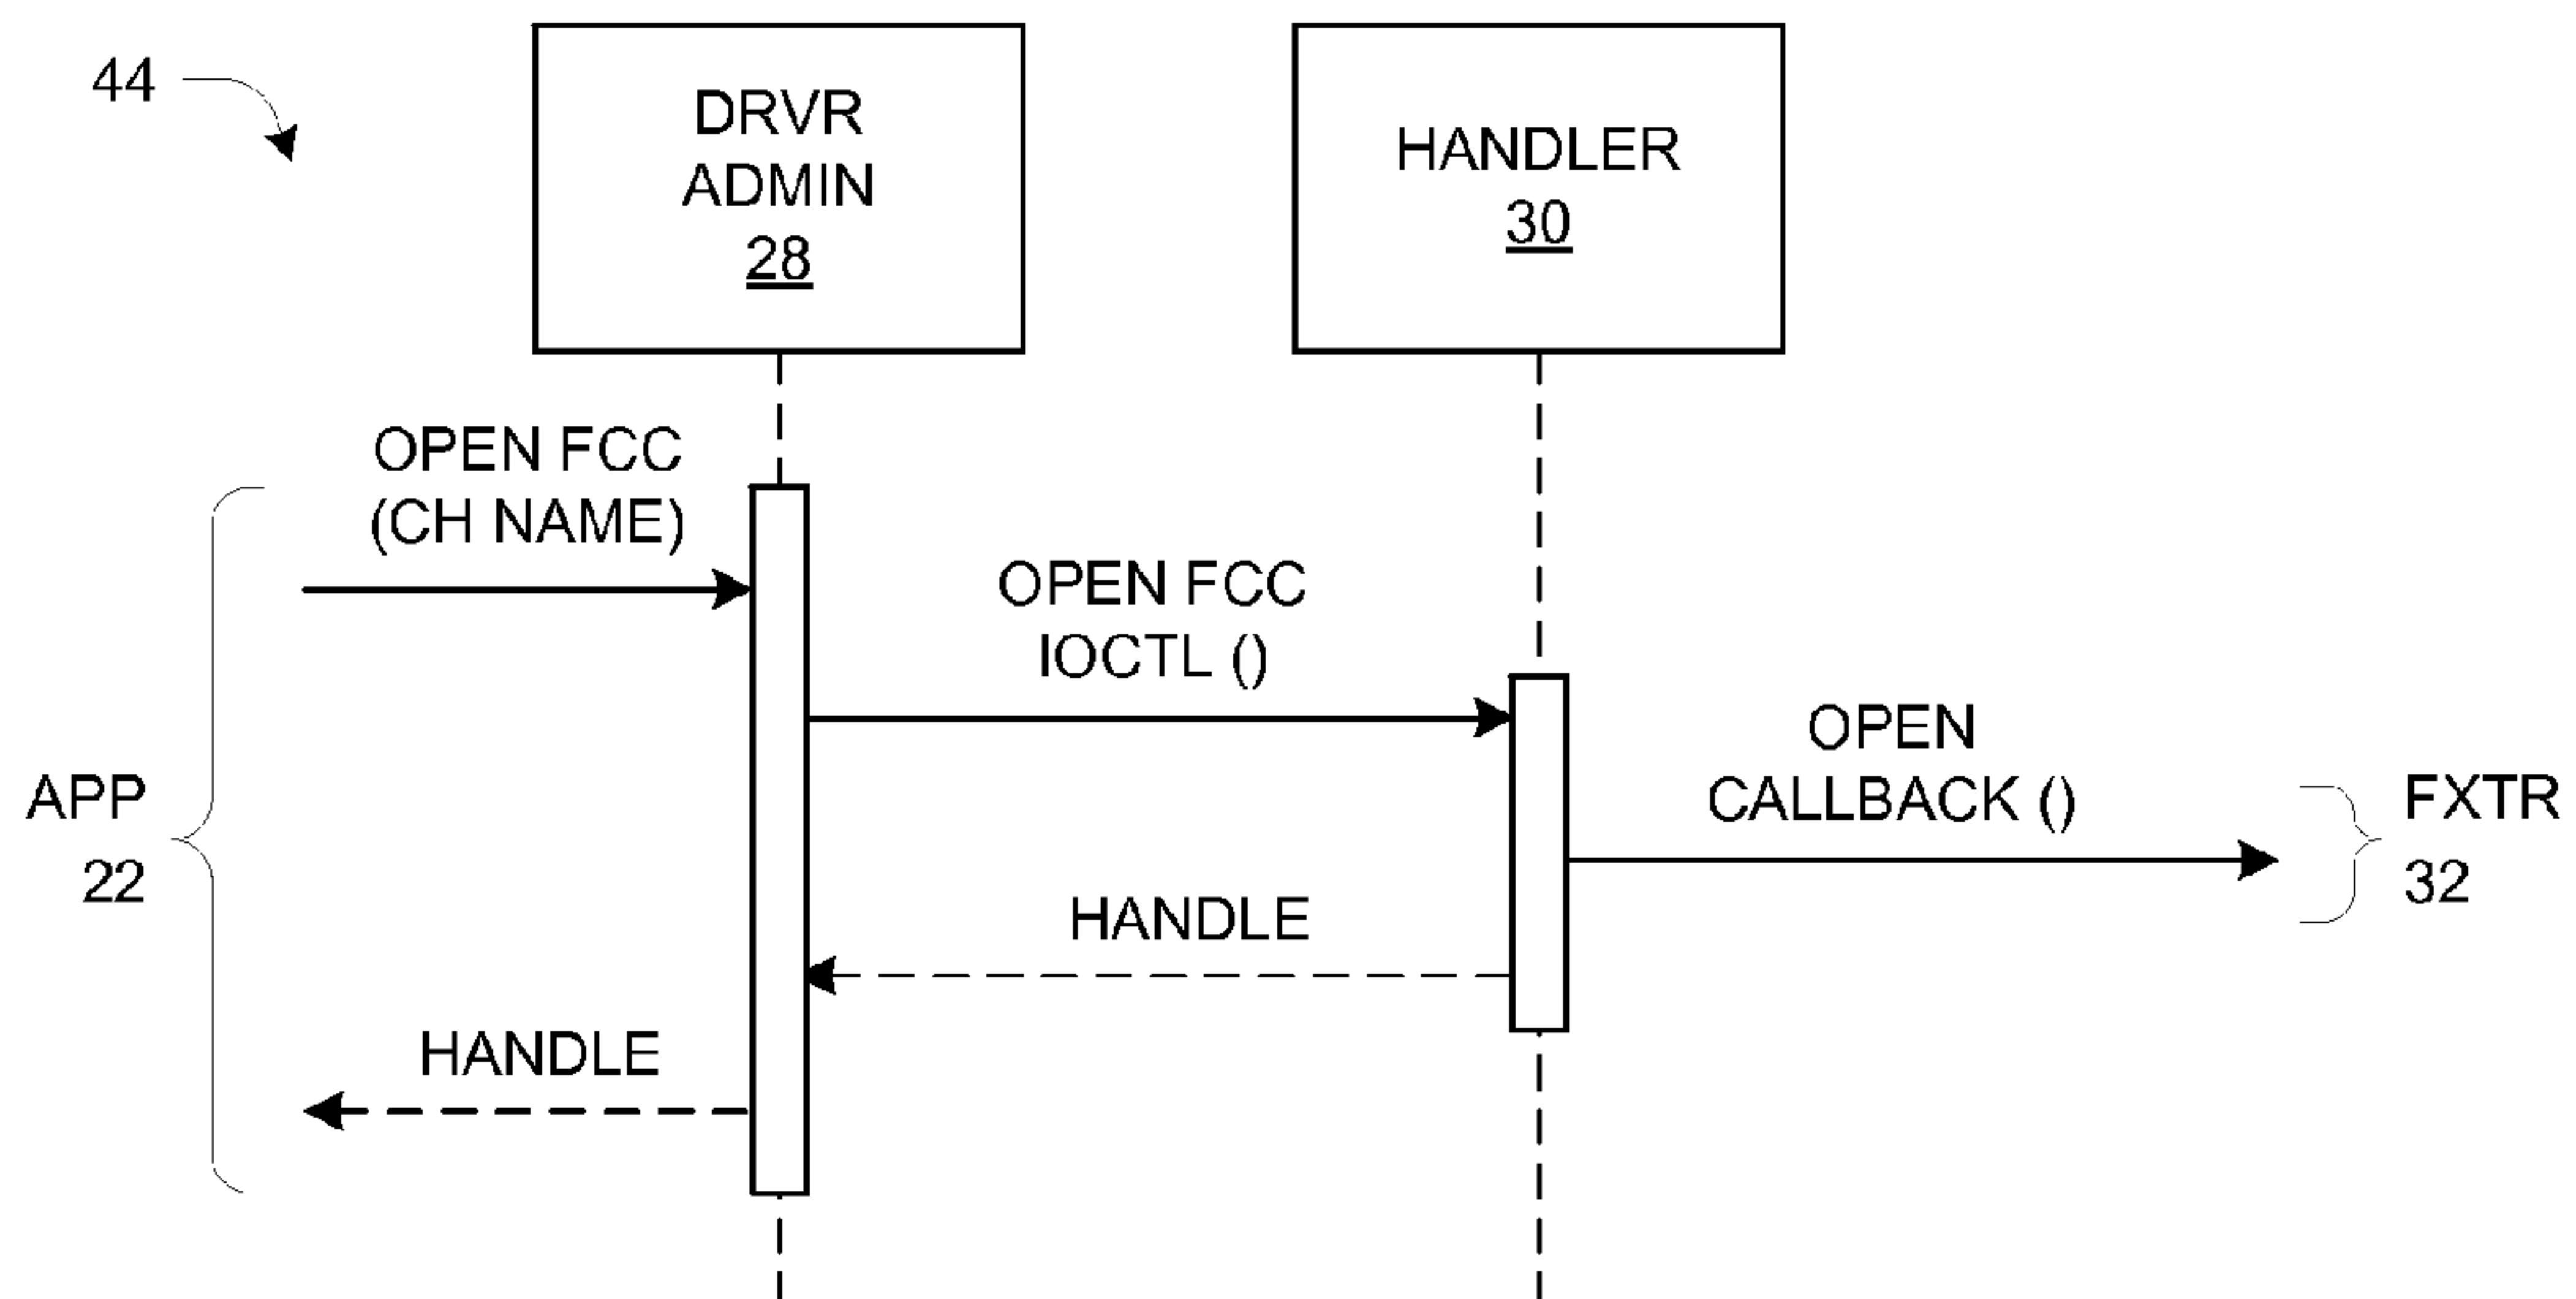 44
DRVR
ADMIN
28
HANDLER
30
OPEN FCC
(CH NAME)
OPEN FCC
IOCTL ()
OPEN
CALLBACK ()
APP
22
FXTR
32
HANDLE
HANDLE